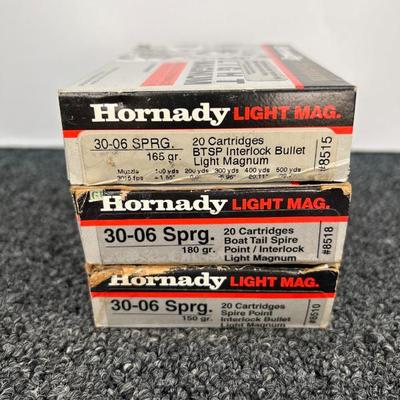 Hornady LIGHT MAG.
30-06 SPRG.
165 gr.
20 Cartridges
BTSP Interlock Bullet
Light Magnum
Muzzle 100 yds 200 yds 300 yds 400 yds 500 yds
3015 fps
#8515
Hornady LIGHT MAG.
30-06 Sprg.
180 gr.
20 Cartridges
Boat Tail Spire
Point / Interlock
Light Magnum
#8518
Hornady LIGHT MAG.
30-06 Sprg.
150 gr.
20 Cartridges
Spire Point
Interlock Bullet
Light Magnum
#8510